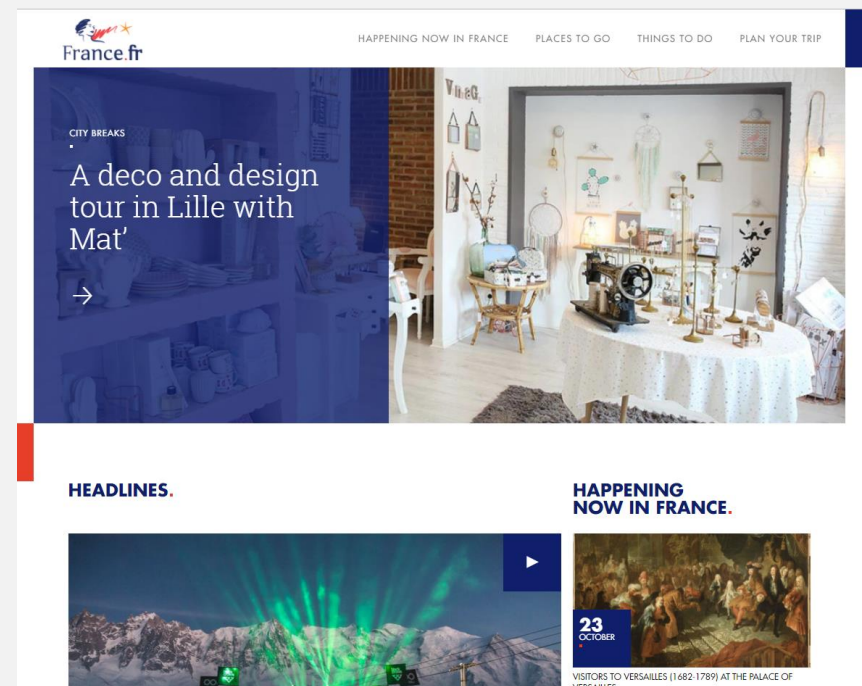 France.fr
HAPPENING NOW IN FRANCE
PLACES TO GO
THINGS TO DO
PLAN YOUR TRIP
CITY BREAKS
A deco and design
tour in Lille with
Mat’
HEADLINES.
HAPPENING
NOW IN FRANCE.
23
OCTOBER
VISITORS TO VERSAILLES (1682-1789) AT THE PALACE OF
VERSAILLES